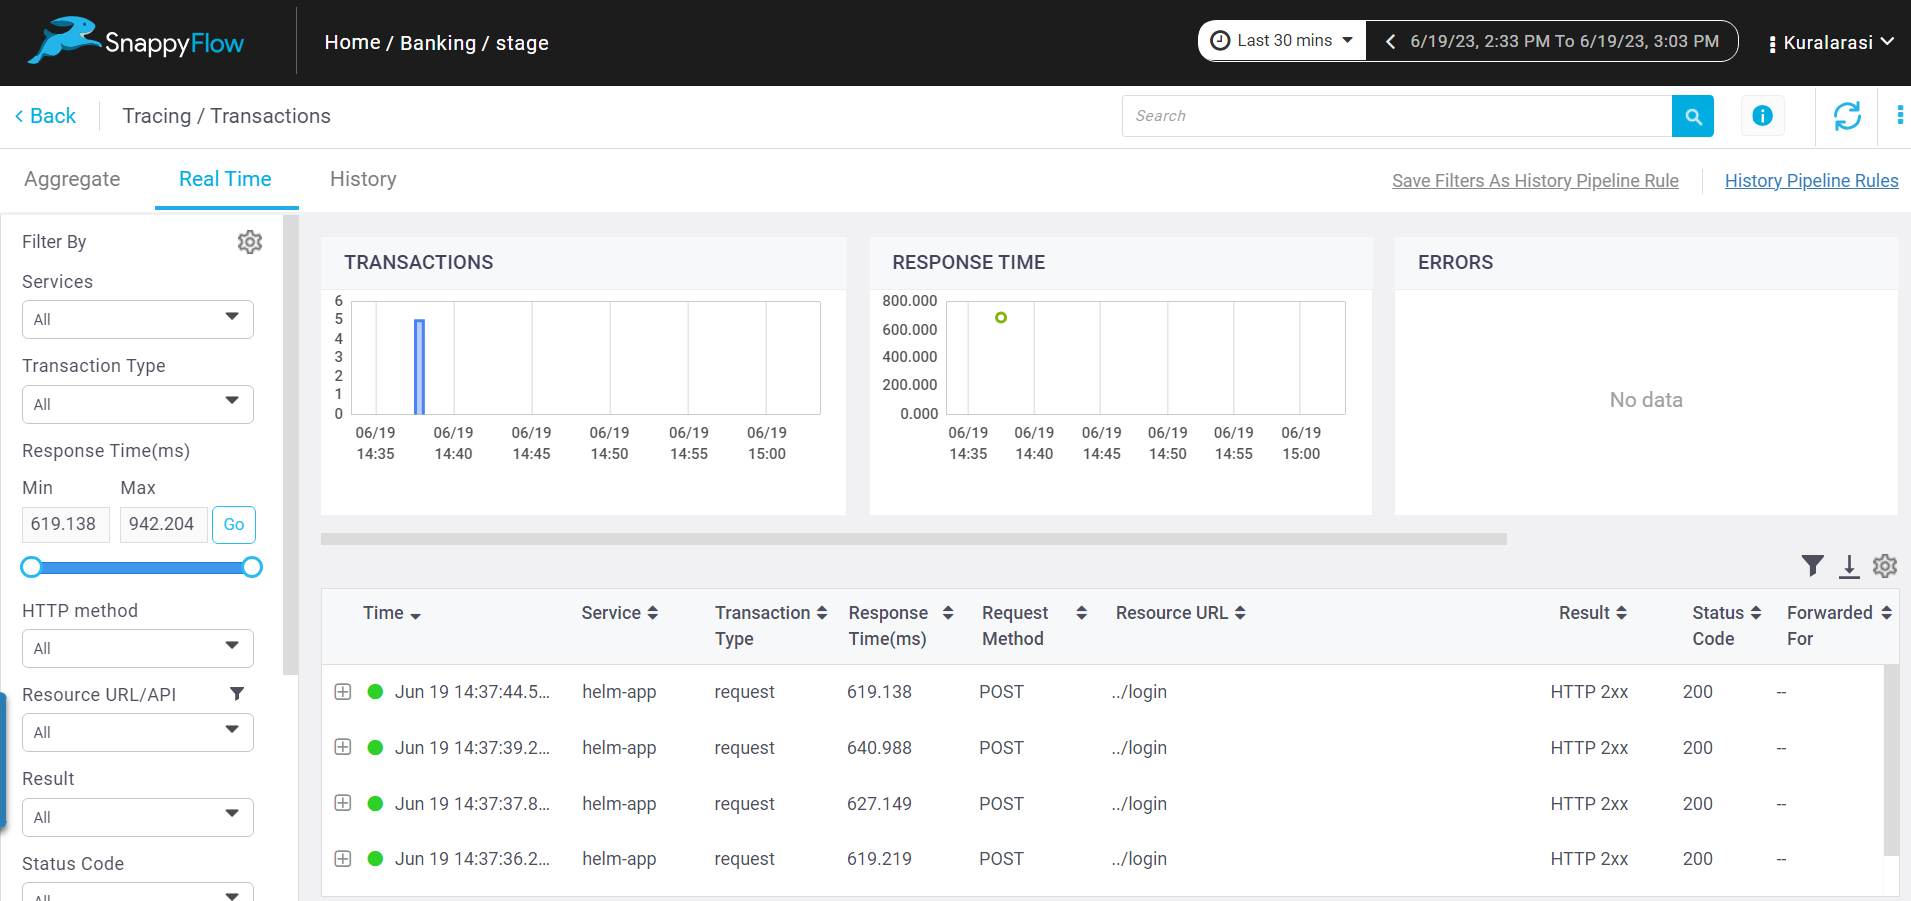 SnappyFlow
Home / Banking / stage
Last 30 mins
6/19/23, 2:33 PM To 6/19/23, 3:03 PM
Kuralarasi
Back
Tracing / Transactions
Search
Aggregate
Real Time
History
Save Filters As History Pipeline Rule
History Pipeline Rules
Filter By
Services
All
Transaction Type
All
Response Time(ms)
Min Max
619.138 942.204 Go
HTTP method
All
Resource URL/API
All
Result
All
Status Code
All
TRANSACTIONS
6
5
4
3
2
1
0
06/19 06/19 06/19 06/19 06/19 06/19
14:35 14:40 14:45 14:50 14:55 15:00
RESPONSE TIME
800.000
600.000
400.000
200.000
0.000
06/19 06/19 06/19 06/19 06/19 06/19
14:35 14:40 14:45 14:50 14:55 15:00
ERRORS
No data
Time Service Transaction Type Response Time(ms) Request Method Resource URL Result Status Code Forwarded For
Jun 19 14:37:44.5... helm-app request 619.138 POST ../login HTTP 2xx 200 --
Jun 19 14:37:39.2... helm-app request 640.988 POST ../login HTTP 2xx 200 --
Jun 19 14:37:37.8... helm-app request 627.149 POST ../login HTTP 2xx 200 --
Jun 19 14:37:36.2... helm-app request 619.219 POST ../login HTTP 2xx 200 --